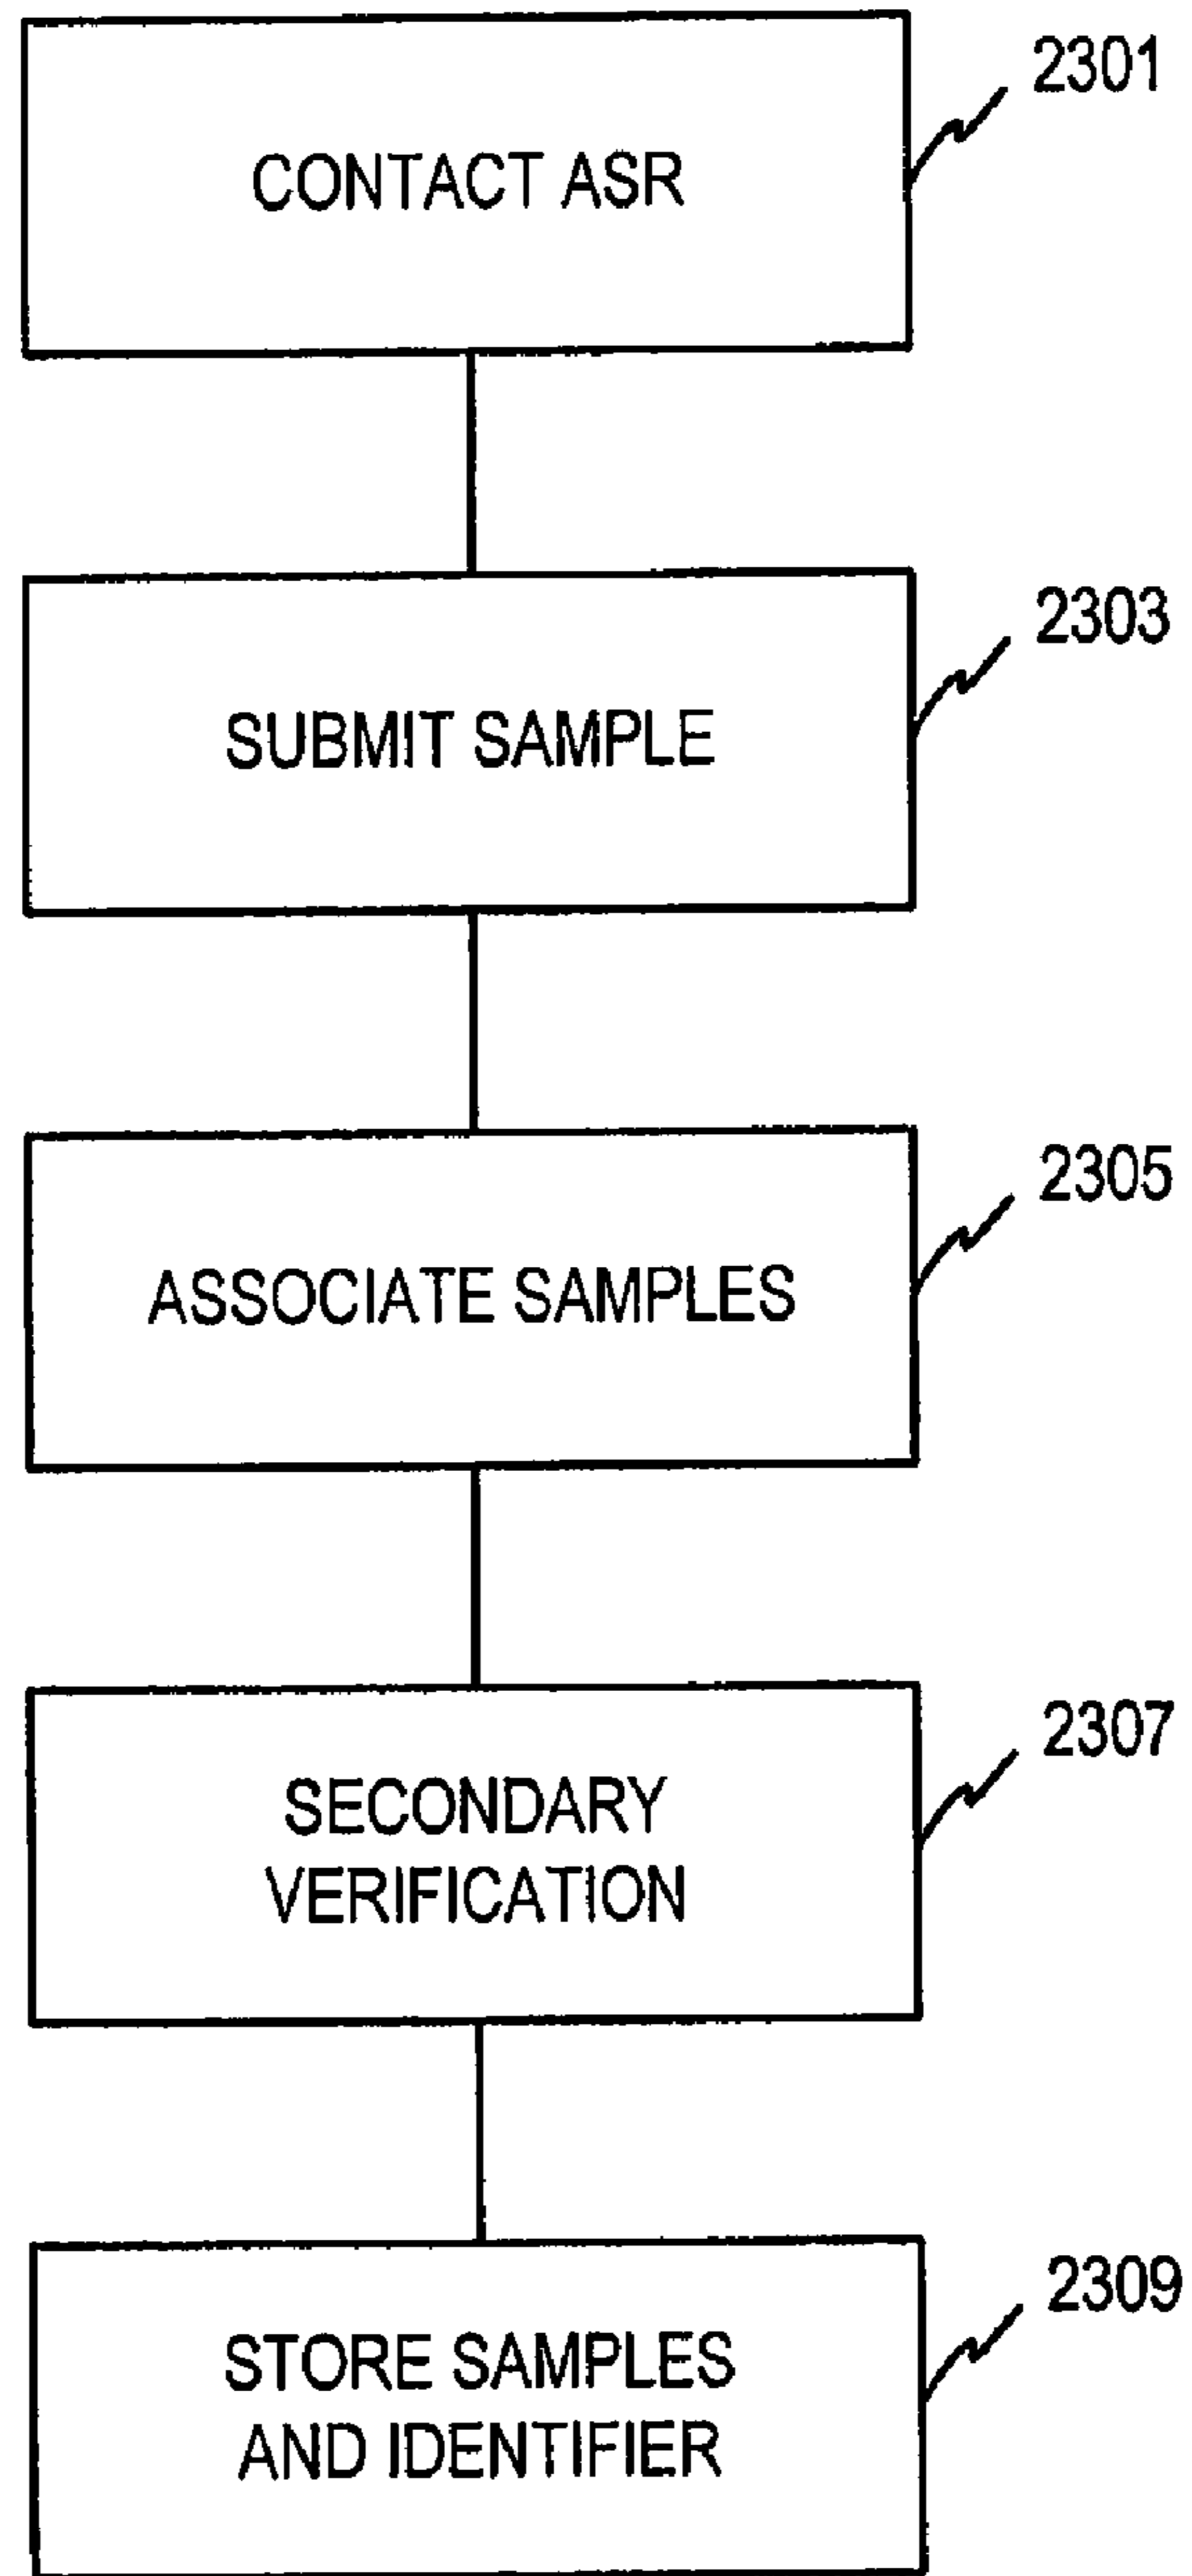 2301
CONTACT ASR
2303
SUBMIT SAMPLE
2305
ASSOCIATE SAMPLES
2307
SECONDARY
VERIFICATION
2309
STORE SAMPLES
AND IDENTIFIER